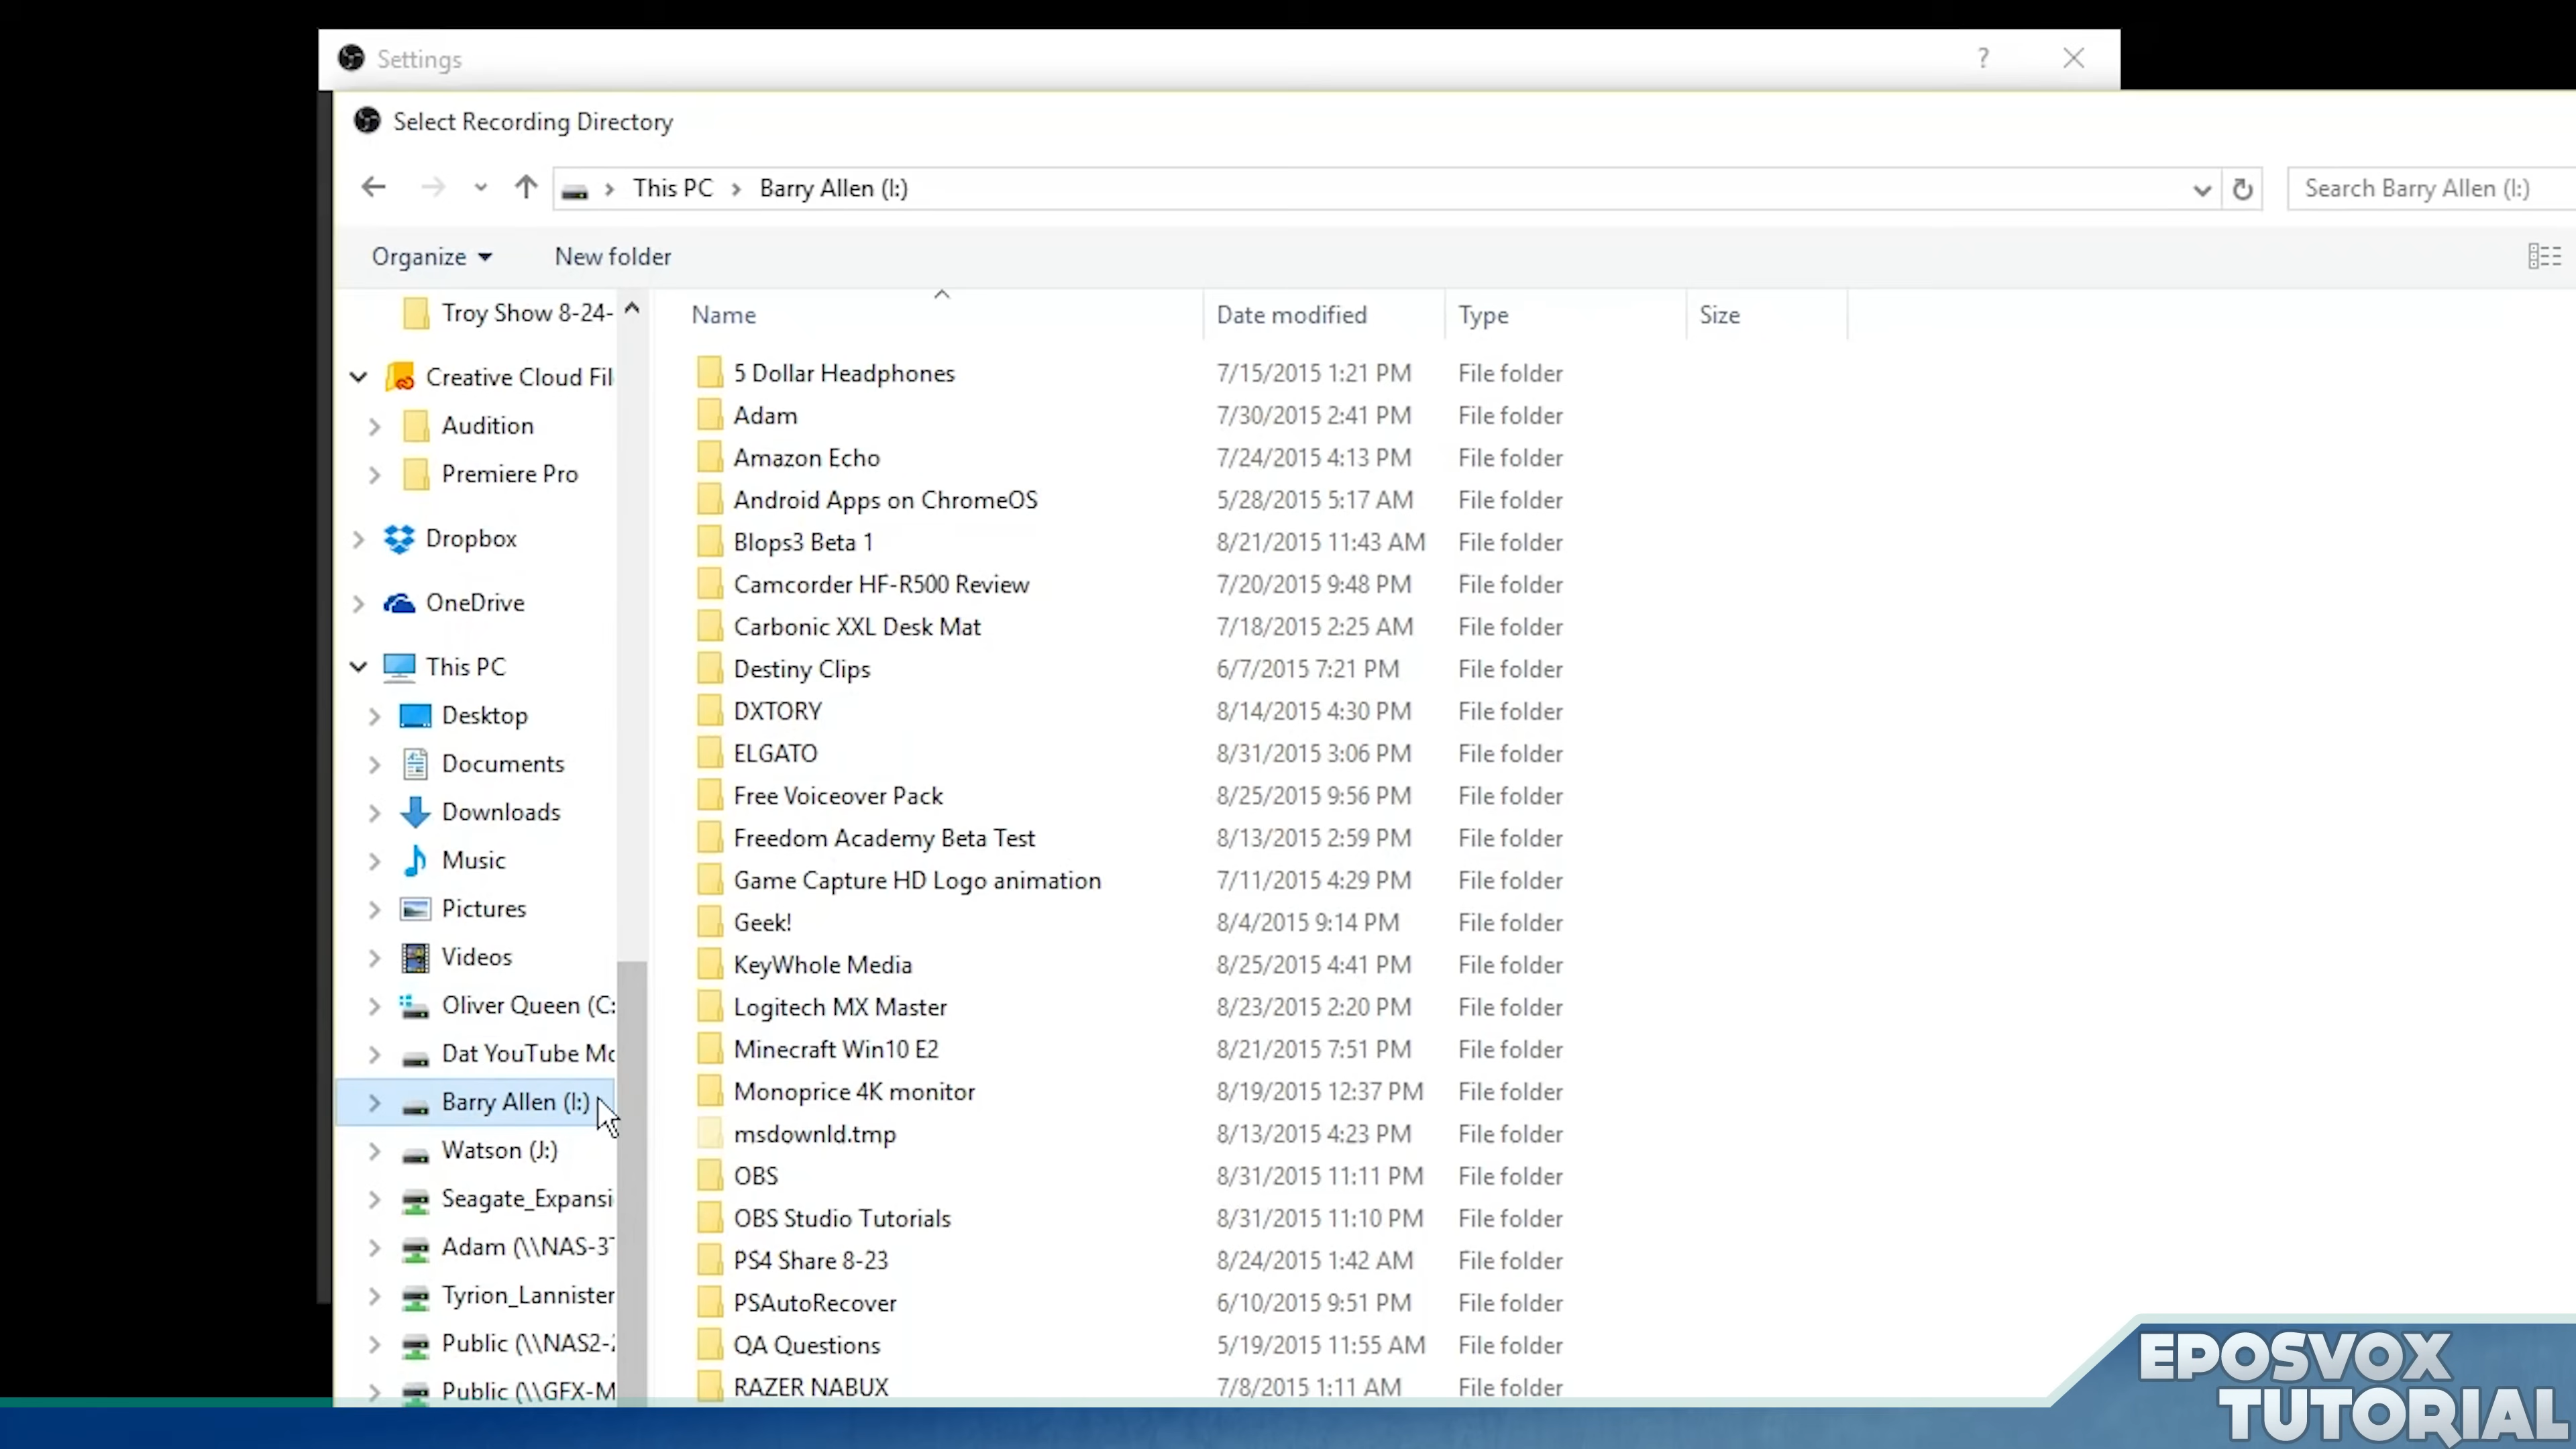 Settings
?
Select Recording Directory
This PC > Barry Allen (I:)
Search Barry Allen (I:)
Organize
New folder
Troy Show 8-24-
Creative Cloud Fil
Audition
Premiere Pro
Dropbox
OneDrive
This PC
Desktop
Documents
Downloads
Music
Pictures
Videos
Oliver Queen (C:
Dat YouTube Mo
Barry Allen (I:)
Watson (J:)
Seagate_Expansi
Adam (\\NAS-3T
Tyrion_Lannister
Public (\\NAS2-2
Public (\\GFX-M
Name Date modified Type Size
5 Dollar Headphones 7/15/2015 1:21 PM File folder
Adam 7/30/2015 2:41 PM File folder
Amazon Echo 7/24/2015 4:13 PM File folder
Android Apps on ChromeOS 5/28/2015 5:17 AM File folder
Blops3 Beta 1 8/21/2015 11:43 AM File folder
Camcorder HF-R500 Review 7/20/2015 9:48 PM File folder
Carbonic XXL Desk Mat 7/18/2015 2:25 AM File folder
Destiny Clips 6/7/2015 7:21 PM File folder
DXTORY 8/14/2015 4:30 PM File folder
ELGATO 8/31/2015 3:06 PM File folder
Free Voiceover Pack 8/25/2015 9:56 PM File folder
Freedom Academy Beta Test 8/13/2015 2:59 PM File folder
Game Capture HD Logo animation 7/11/2015 4:29 PM File folder
Geek! 8/4/2015 9:14 PM File folder
KeyWhole Media 8/25/2015 4:41 PM File folder
Logitech MX Master 8/23/2015 2:20 PM File folder
Minecraft Win10 E2 8/21/2015 7:51 PM File folder
Monoprice 4K monitor 8/19/2015 12:37 PM File folder
msdownld.tmp 8/13/2015 4:23 PM File folder
OBS 8/31/2015 11:11 PM File folder
OBS Studio Tutorials 8/31/2015 11:10 PM File folder
PS4 Share 8-23 8/24/2015 1:42 AM File folder
PSAutoRecover 6/10/2015 9:51 PM File folder
QA Questions 5/19/2015 11:55 AM File folder
RAZER NABUX 7/8/2015 1:11 AM File folder
EPOSVOX
TUTORIAL